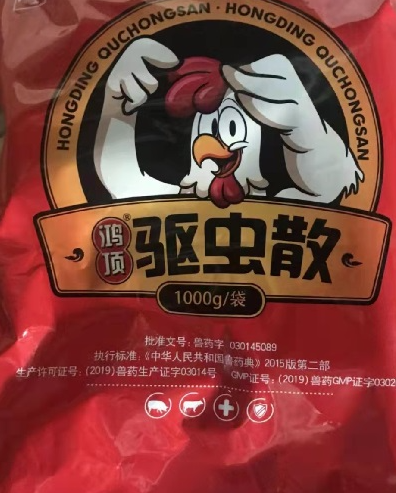 HONGDING QUCHONGSAN · HONGDING QUCHONGSAN
鸿顶® 驱虫散
1000g/袋
批准文号：兽药字 030145089
执行标准：《中华人民共和国兽药典》2015版第二部
生产许可证号：(2019)兽药生产证字03014号 GMP证号：(2019)兽药GMP证字0302